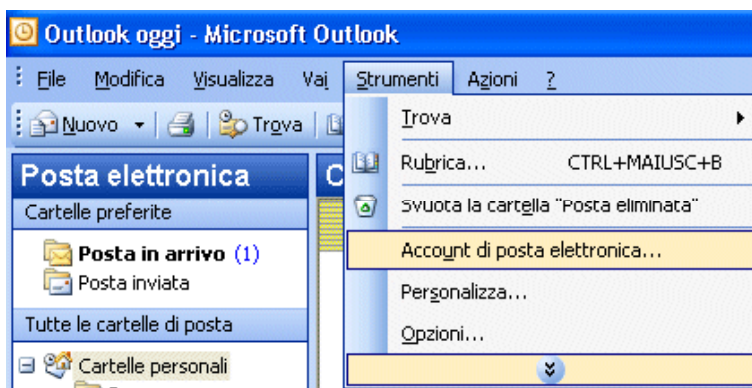 Outlook oggi - Microsoft Outlook
File Modifica Visualizza Vai Strumenti Azioni ?
Nuovo Trova
Trova
Rubrica... CTRL+MAIUSC+B
Svuota la cartella "Posta eliminata"
Account di posta elettronica...
Personalizza...
Opzioni...
Posta elettronica
Cartelle preferite
Posta in arrivo (1)
Posta inviata
Tutte le cartelle di posta
Cartelle personali